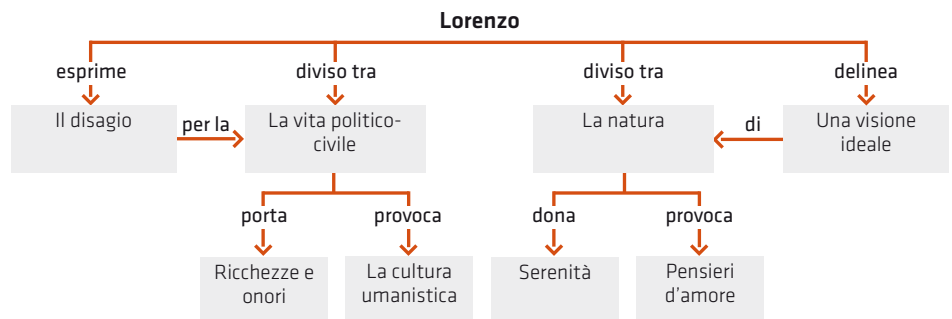 Lorenzo
esprime
diviso tra
diviso tra
delinea
Il disagio
per la
La vita politico-
civile
La natura
di
Una visione
ideale
porta
provoca
dona
provoca
Ricchezze e
onori
La cultura
umanistica
Serenità
Pensieri
d'amore